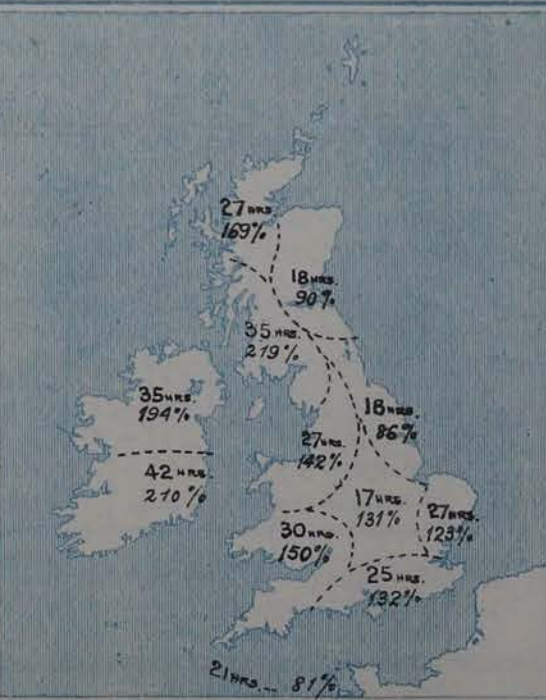 27 HRS.
169%
18 HRS.
90%
35 HRS.
219%
35 HRS.
194%
18 HRS.
86%
27 HRS.
142%
42 HRS.
210%
17 HRS.
131%
27 HRS.
123%
30 HRS.
150%
25 HRS.
132%
21 HRS... 81%